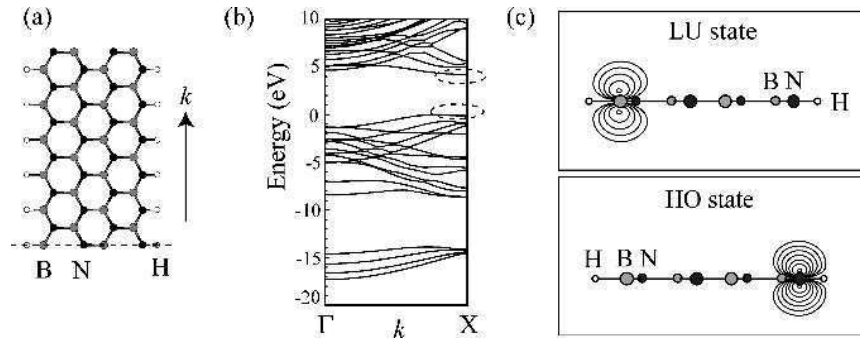 (a)
k
B N H
(b)
Energy (eV)
10
5
0
-5
-10
-15
-20
Γ k X
(c)
LU state
B N
H
HO state
H B N